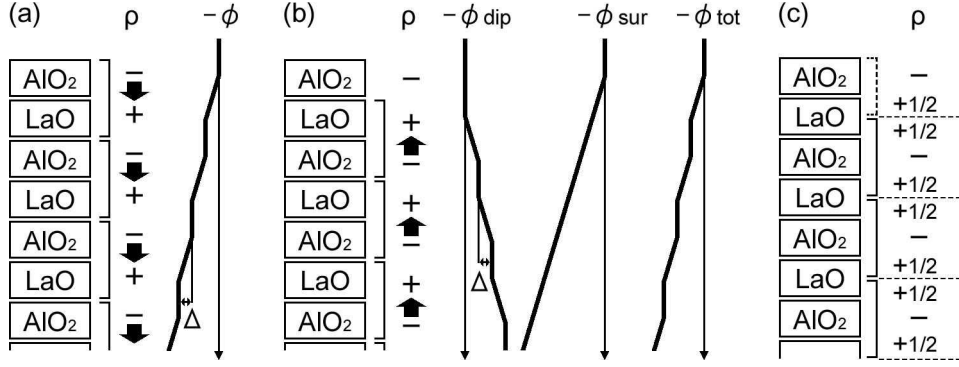 (a) ρ −ϕ (b) ρ −ϕ dip −ϕ sur −ϕ tot (c) ρ
AlO₂ − AlO₂ − AlO₂ −
LaO + LaO + LaO +1/2
+1/2
AlO₂ − AlO₂ − AlO₂ −
LaO + LaO + LaO +1/2
+1/2
AlO₂ − AlO₂ − AlO₂ −
LaO + LaO + LaO +1/2
Δ +1/2
AlO₂ − Δ AlO₂ − AlO₂ −
+1/2